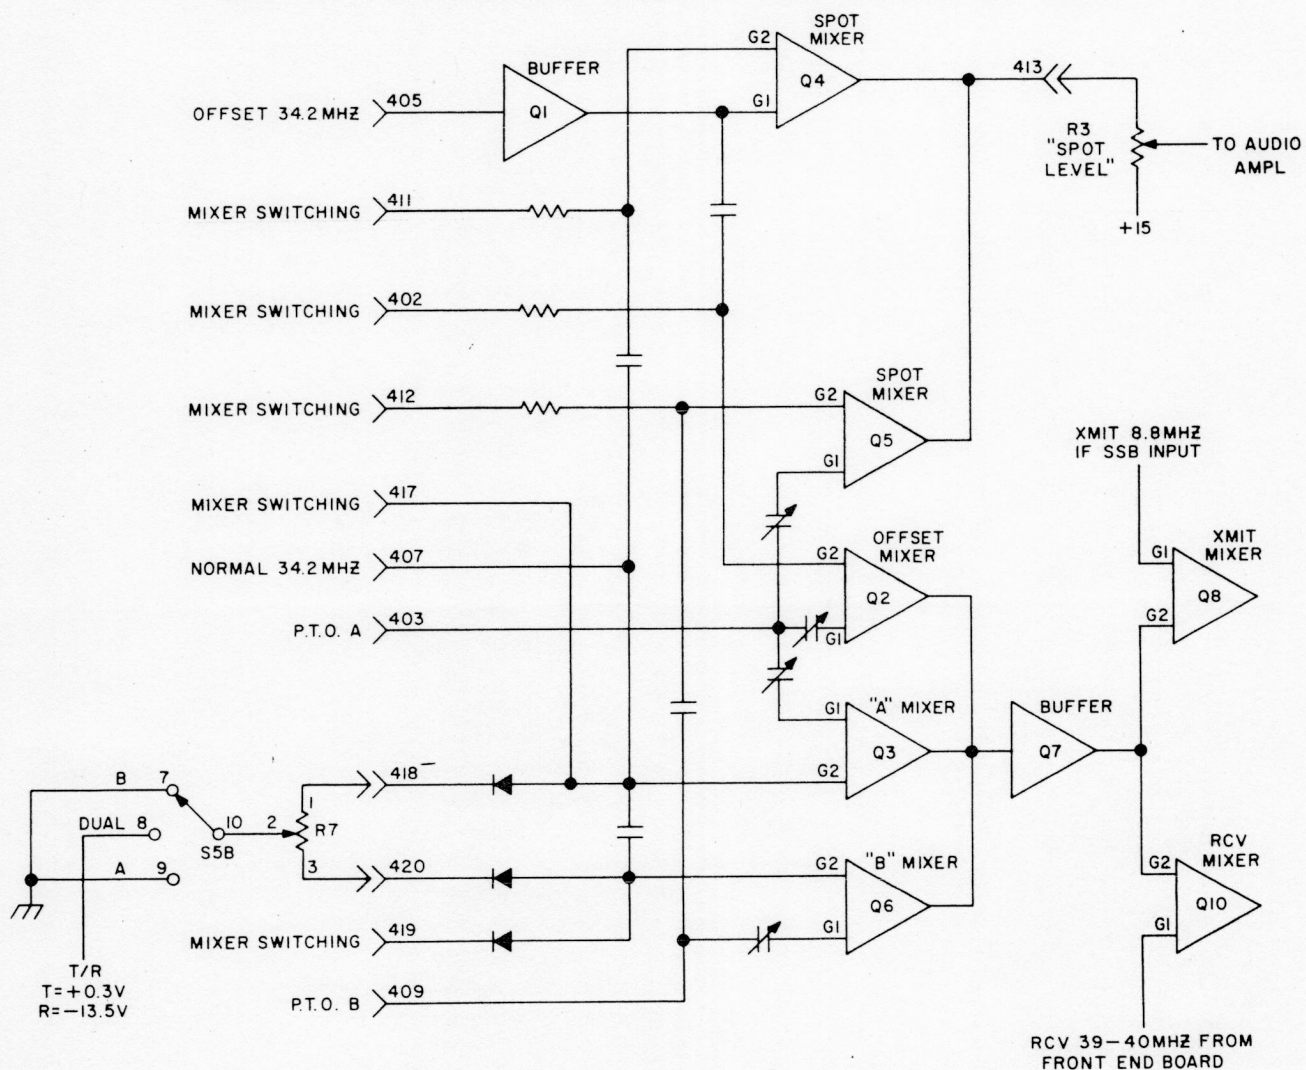 SPOT
MIXER
G2
Q4
G1
BUFFER
Q1
OFFSET 34.2 MHZ
405
413
R3
"SPOT
LEVEL"
TO AUDIO
AMPL
+15
MIXER SWITCHING
411
MIXER SWITCHING
402
MIXER SWITCHING
412
SPOT
MIXER
G2
Q5
G1
XMIT 8.8MHZ
IF SSB INPUT
MIXER SWITCHING
417
NORMAL 34.2 MHZ
407
P.T.O. A
403
OFFSET
MIXER
G2
Q2
G1
XMIT
MIXER
G1
Q8
G2
"A" MIXER
G1
Q3
G2
BUFFER
Q7
B
7
DUAL 8
10
S5B
A
9
2
1
R7
3
418
420
T/R
T=+0.3V
R=-13.5V
MIXER SWITCHING
419
P.T.O. B
409
"B" MIXER
G2
Q6
G1
RCV
MIXER
G2
Q10
G1
RCV 39-40MHZ FROM
FRONT END BOARD